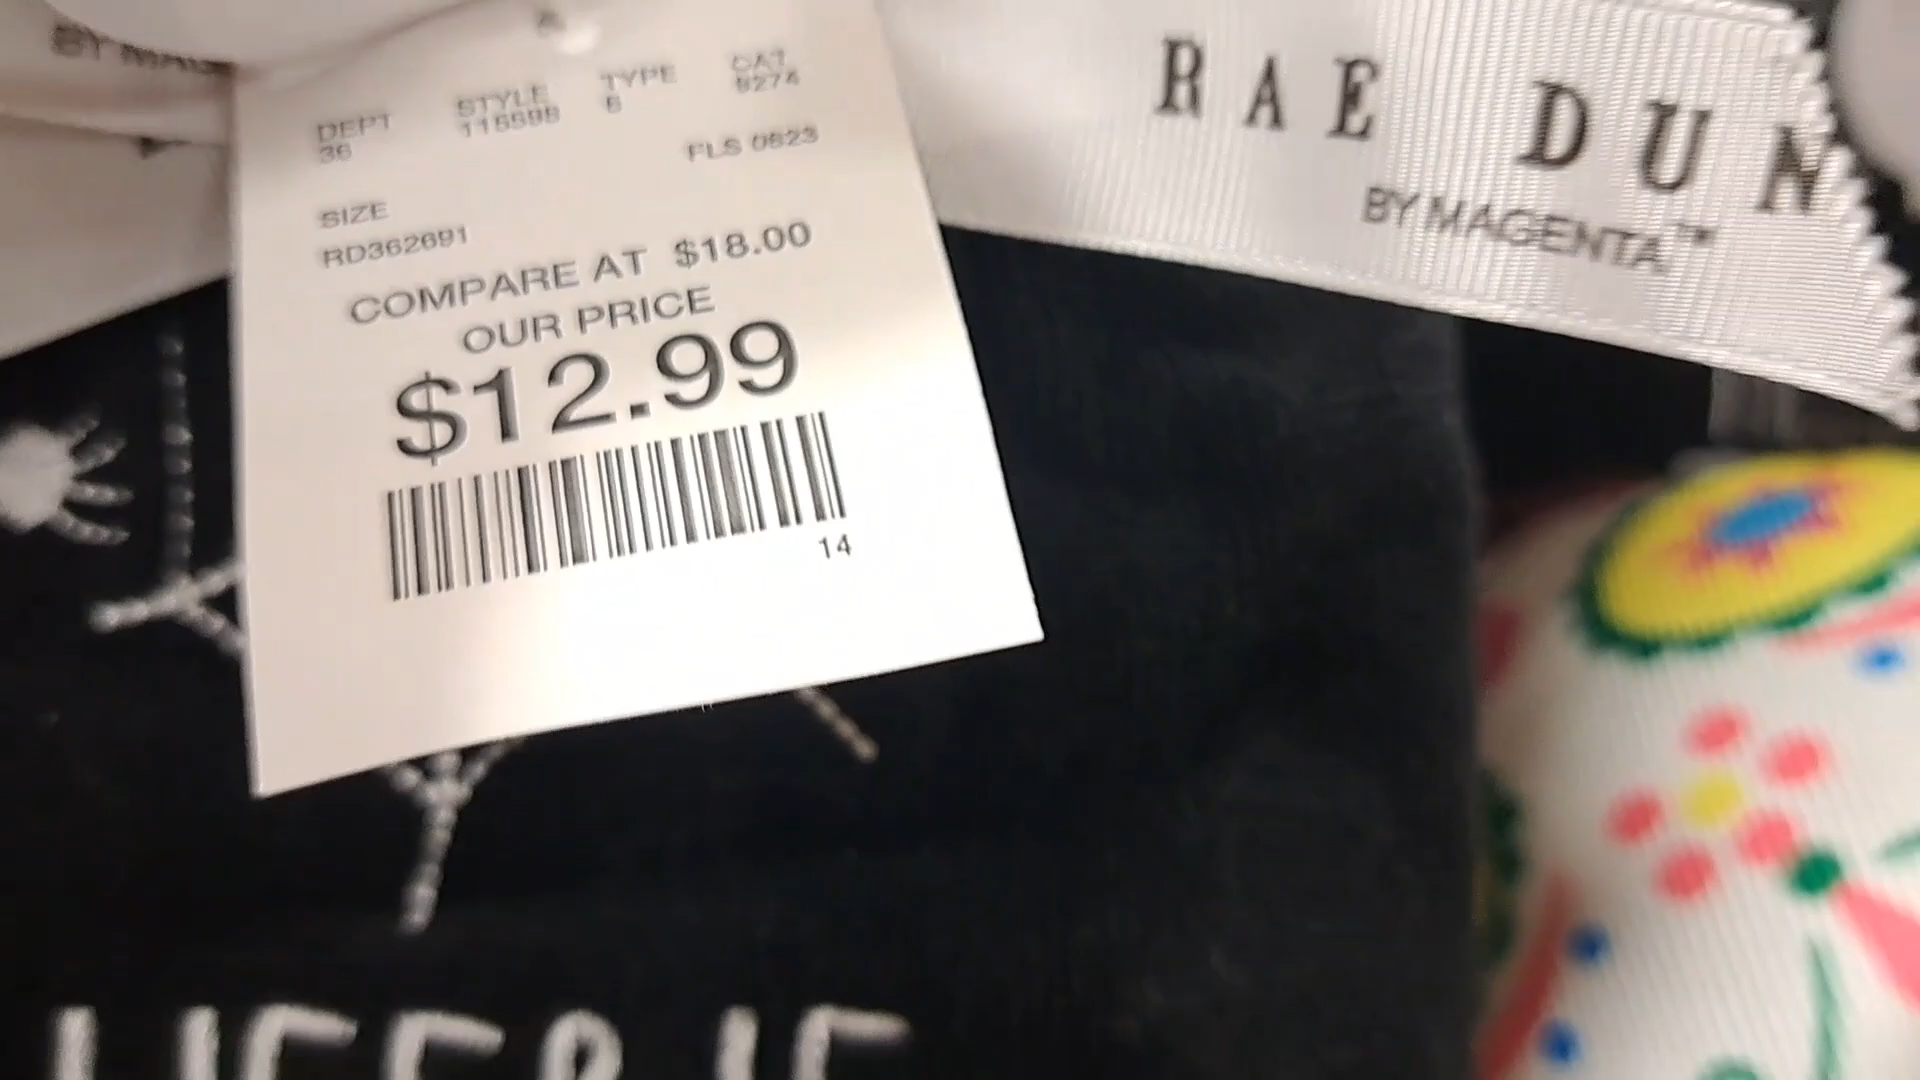 RAE DUN
BY MAGENTA™
DEPT STYLE TYPE CAT
36 115598 6 9274
FLS 0823
SIZE
RD362691
COMPARE AT $18.00
OUR PRICE
$12.99
14